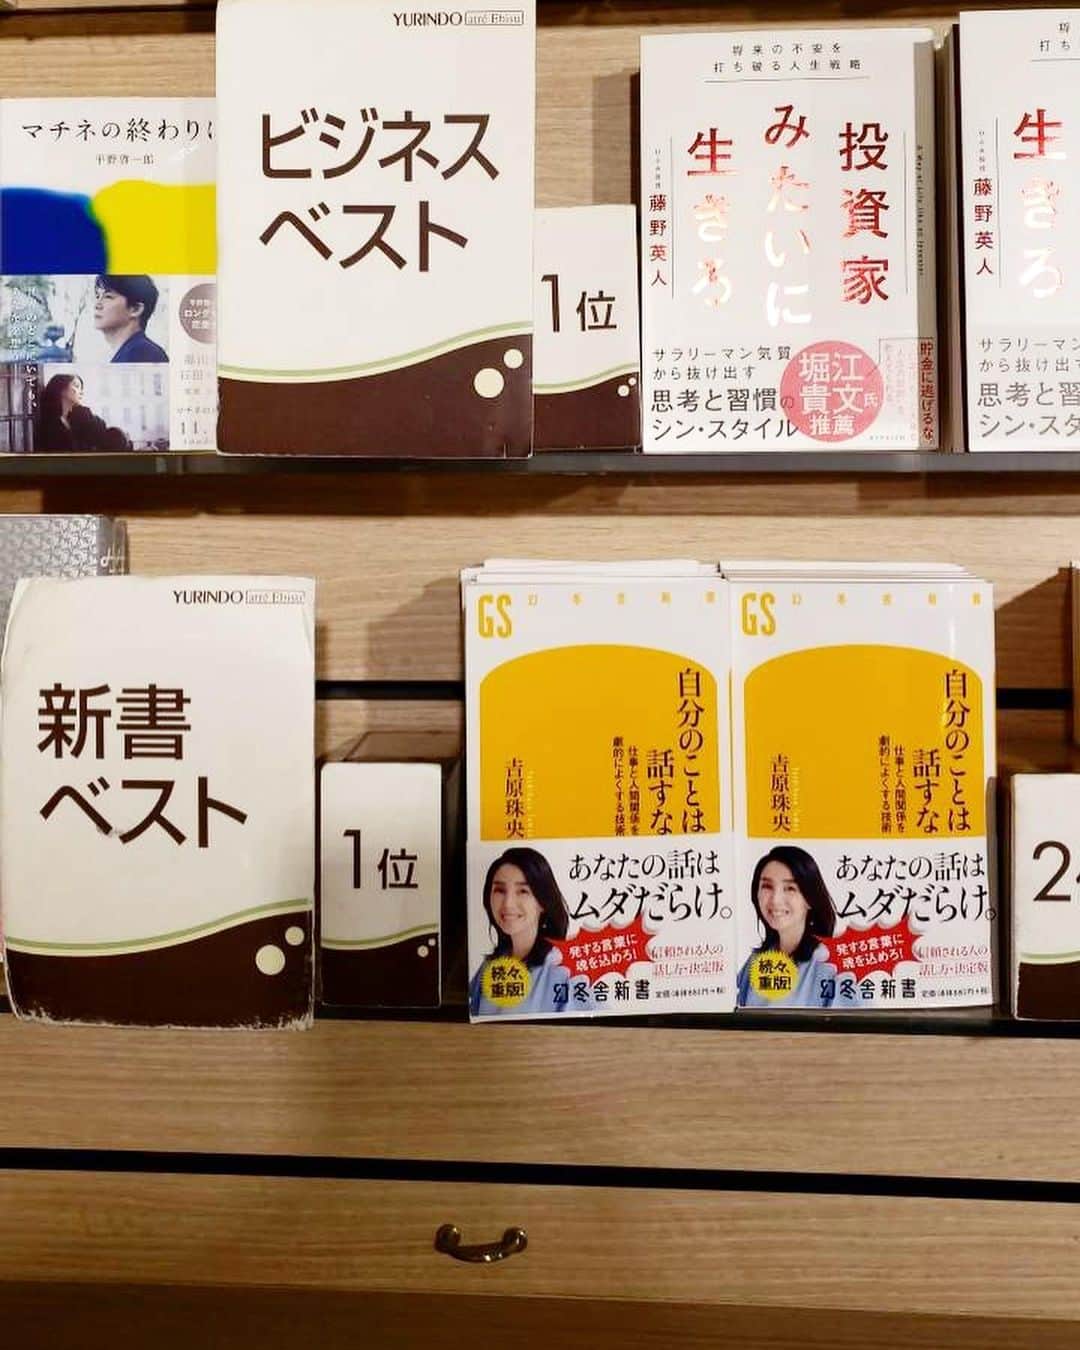 マチネの終わりに
平野啓一郎
YURINDO atré Ebisu
ビジネス
ベスト
1位
将来の不安を
打ち破る人生戦略
投資家
みたいに
生きろ
藤野英人
サラリーマン気質
から抜け出す
思考と習慣の
シン・スタイル
堀江
貴文氏
推薦
貯金に逃げるな。
将
打ち
生きろ
藤野英人
サラリーマン
から抜け出す
思考と習
シン・スタ
YURINDO atré Ebisu
新書
ベスト
1位
GS 幻冬舎新書
自分のことは
話すな
仕事と人間関係を
劇的によくする技術
吉原珠央
あなたの話は
ムダだらけ。
発する言葉に
魂を込めろ!
信頼される人の
話し方・決定版
続々、
重版!
幻冬舎新書
GS 幻冬舎新書
自分のことは
話すな
仕事と人間関係を
劇的によくする技術
吉原珠央
あなたの話は
ムダだらけ。
発する言葉に
魂を込めろ!
信頼される人の
話し方・決定版
続々、
重版!
幻冬舎新書
2